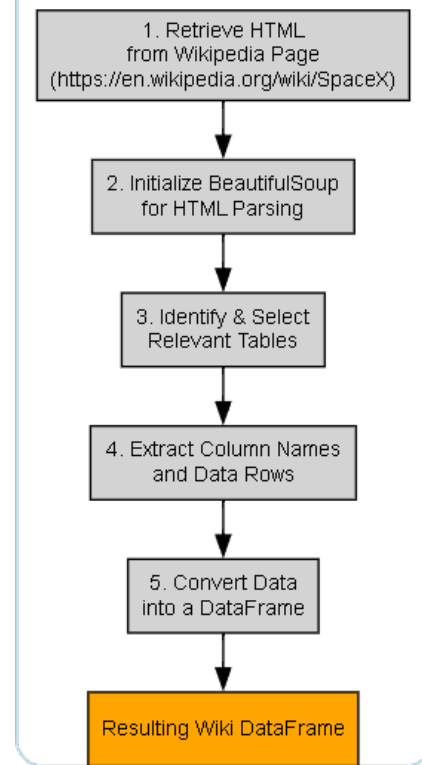 1. Retrieve HTML
from Wikipedia Page
(https://en.wikipedia.org/wiki/SpaceX)
2. Initialize BeautifulSoup
for HTML Parsing
3. Identify & Select
Relevant Tables
4. Extract Column Names
and Data Rows
5. Convert Data
into a DataFrame
Resulting Wiki DataFrame